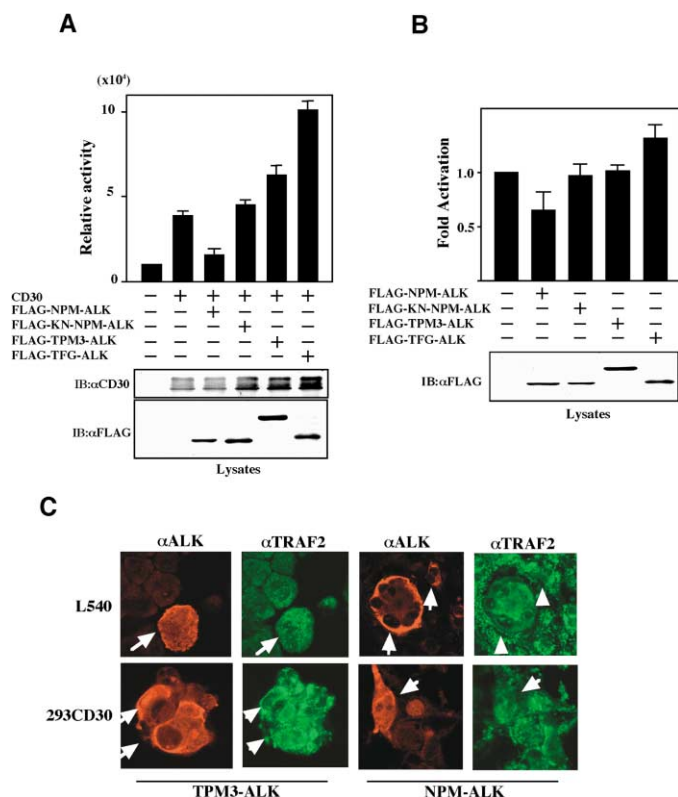 A
(x10⁴)
10
5
0
Relative activity
CD30 − + + + + +
FLAG-NPM-ALK − − + − − −
FLAG-KN-NPM-ALK − − − + − −
FLAG-TPM3-ALK − − − − + −
FLAG-TFG-ALK − − − − − +
IB:αCD30
IB:αFLAG
Lysates
B
1.0
0.5
Fold Activation
FLAG-NPM-ALK − + − − −
FLAG-KN-NPM-ALK − − + − −
FLAG-TPM3-ALK − − − + −
FLAG-TFG-ALK − − − − +
IB:αFLAG
Lysates
C
αALK αTRAF2 αALK αTRAF2
L540
293CD30
TPM3-ALK NPM-ALK